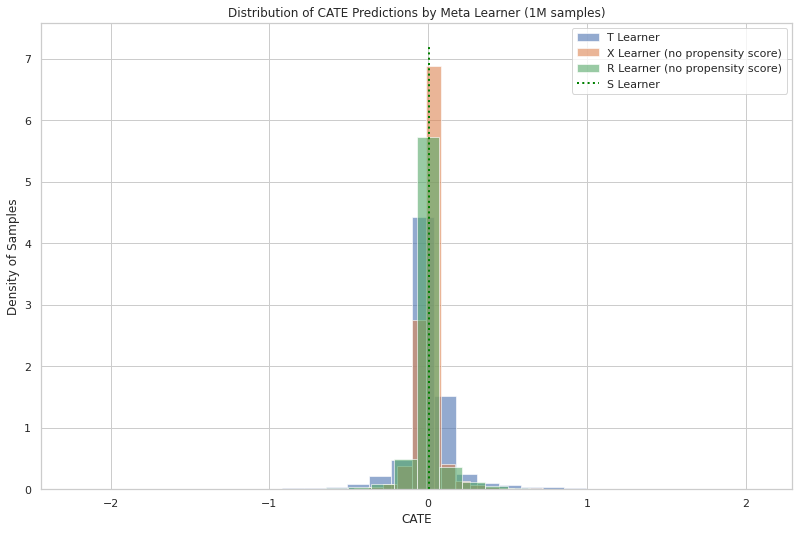 Distribution of CATE Predictions by Meta Learner (1M samples)
T Learner
X Learner (no propensity score)
R Learner (no propensity score)
S Learner
Density of Samples
7
6
5
4
3
2
1
0
−2
−1
0
1
2
CATE